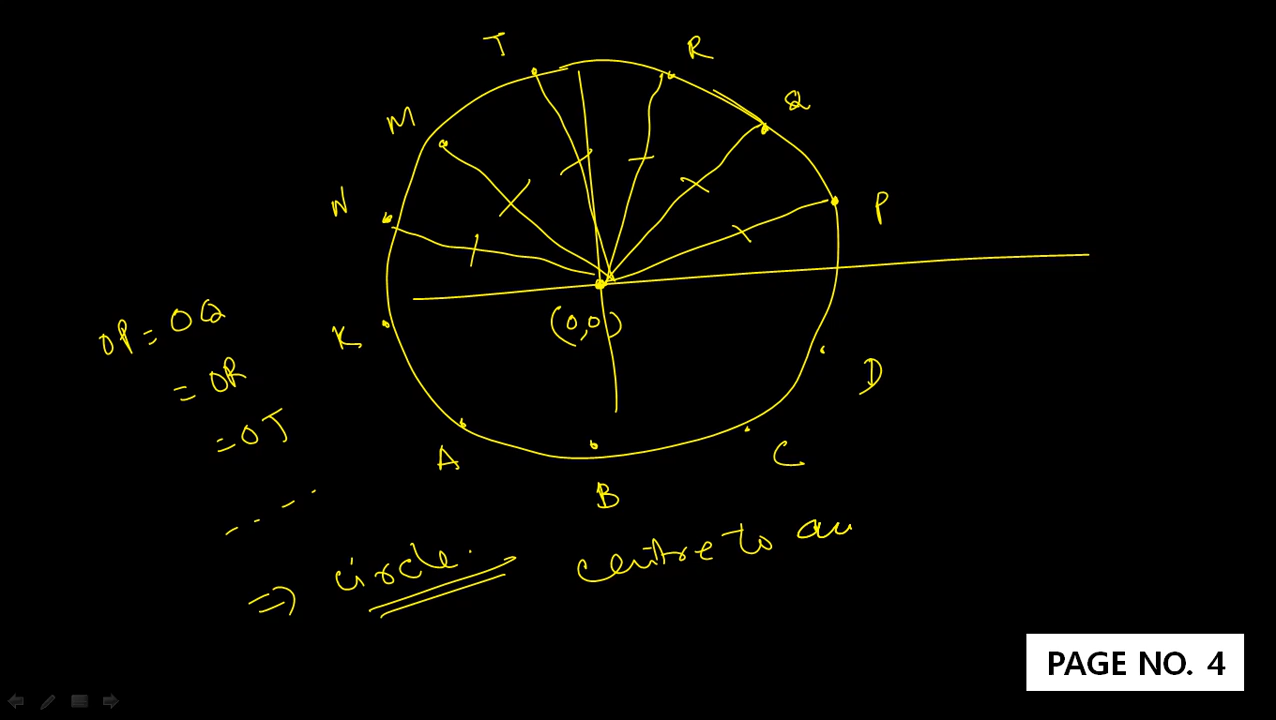 T
R
Q
M
N
P
(0,0)
OP = OQ
= OR
= OT
....
K
D
A
C
B
⇒ circle.
centre to
PAGE NO. 4